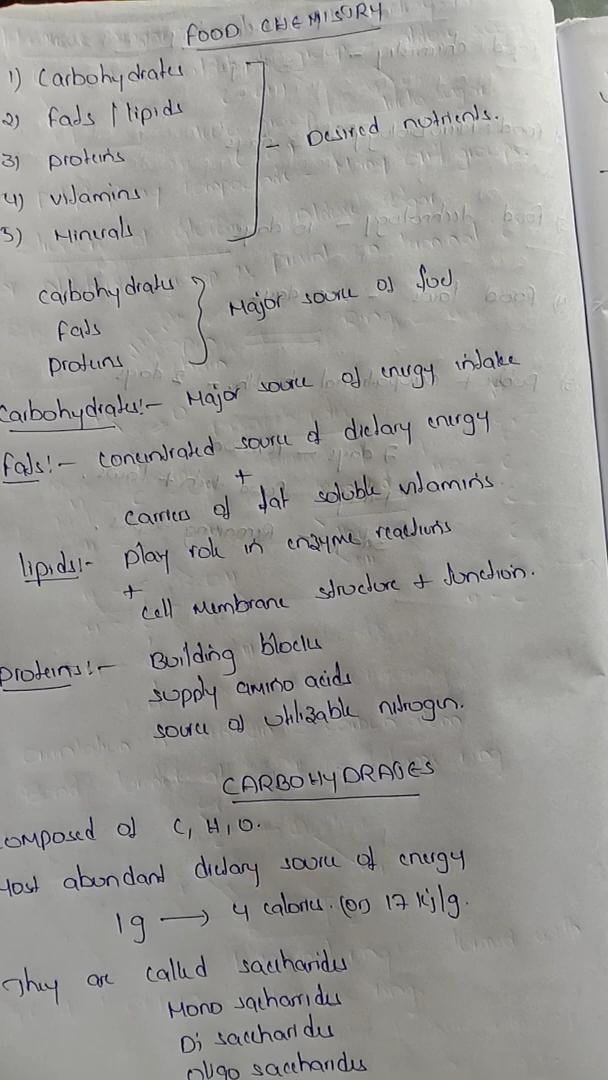 FOOD CHEMISTRY
1) Carbohydrates
2) fats / lipids
3) proteins
4) vitamins
5) Minerals
- Desired nutrients.
carbohydrates
fats
Proteins
Major source of food
Carbohydrates:- Major source of energy intake
fats:- concentrated source of dietary energy
+
carriers of fat soluble vitamins
lipids:- play role in enzyme reactions
+
cell Membrane structure + function.
proteins:- Building blocks
supply amino acids
source of utilizable nitrogen.
CARBOHYDRATES
composed of C, H, O.
Most abundant dietary source of energy
1g → 4 calories. (or) 17 kj/g.
They are called saccharides
Mono saccharides
Di saccharides
Oligo saccharides